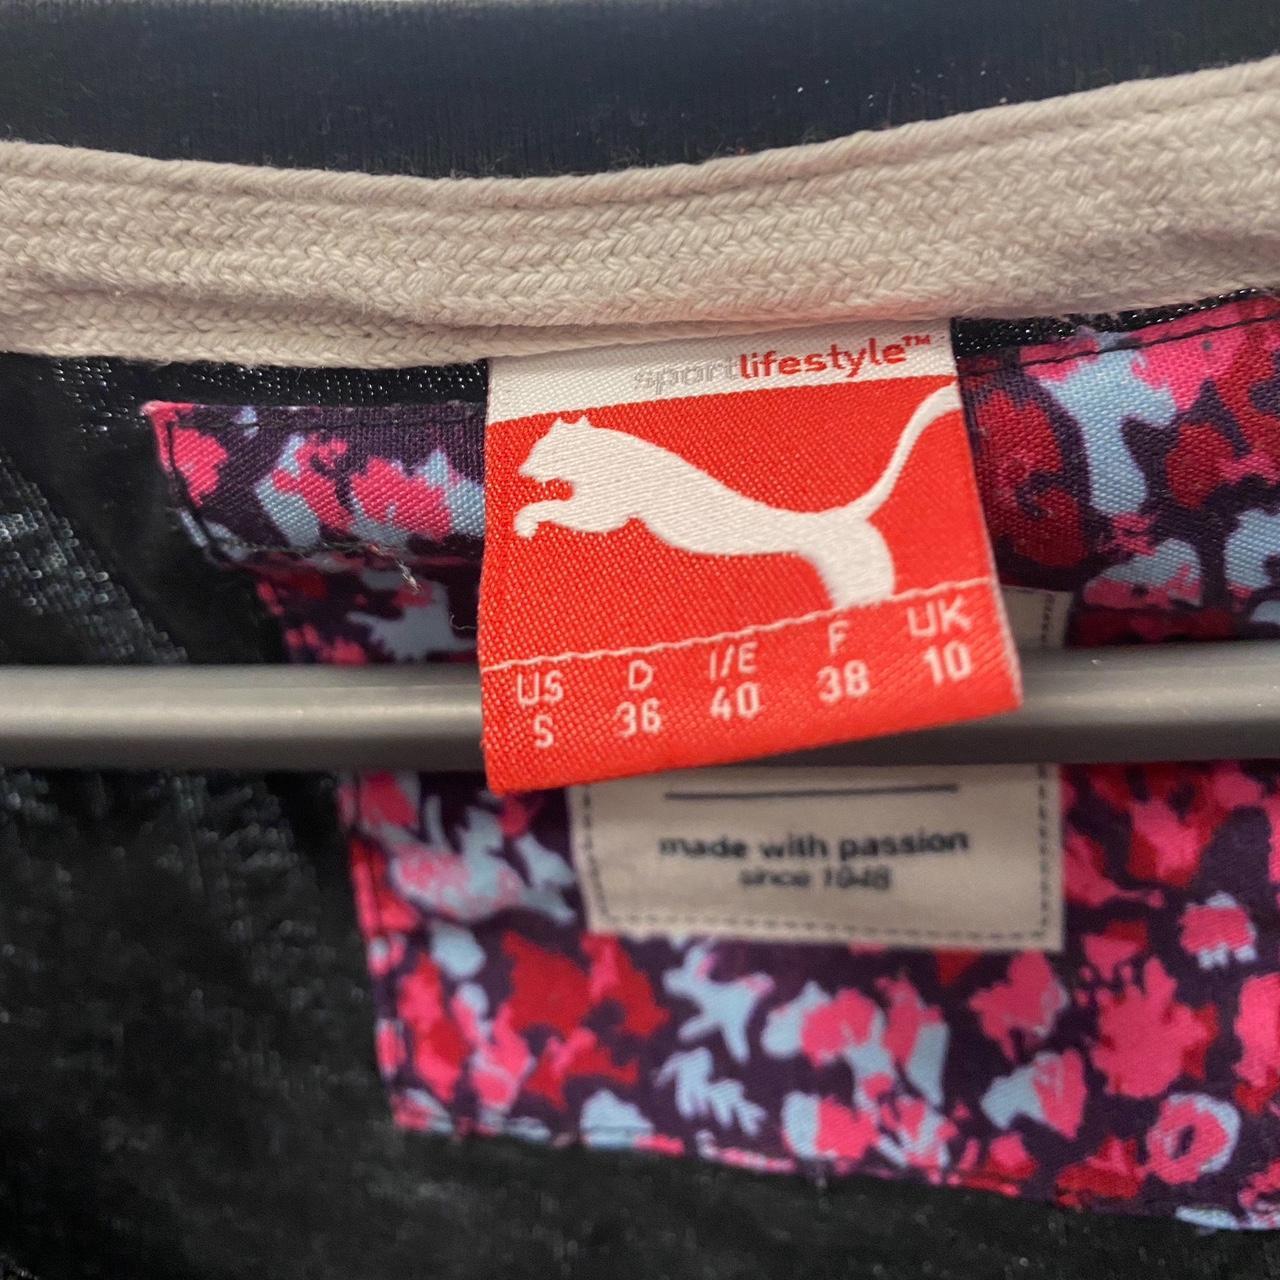 sportlifestyle™
US D I/E F UK
S 36 40 38 10
made with passion
since 1948